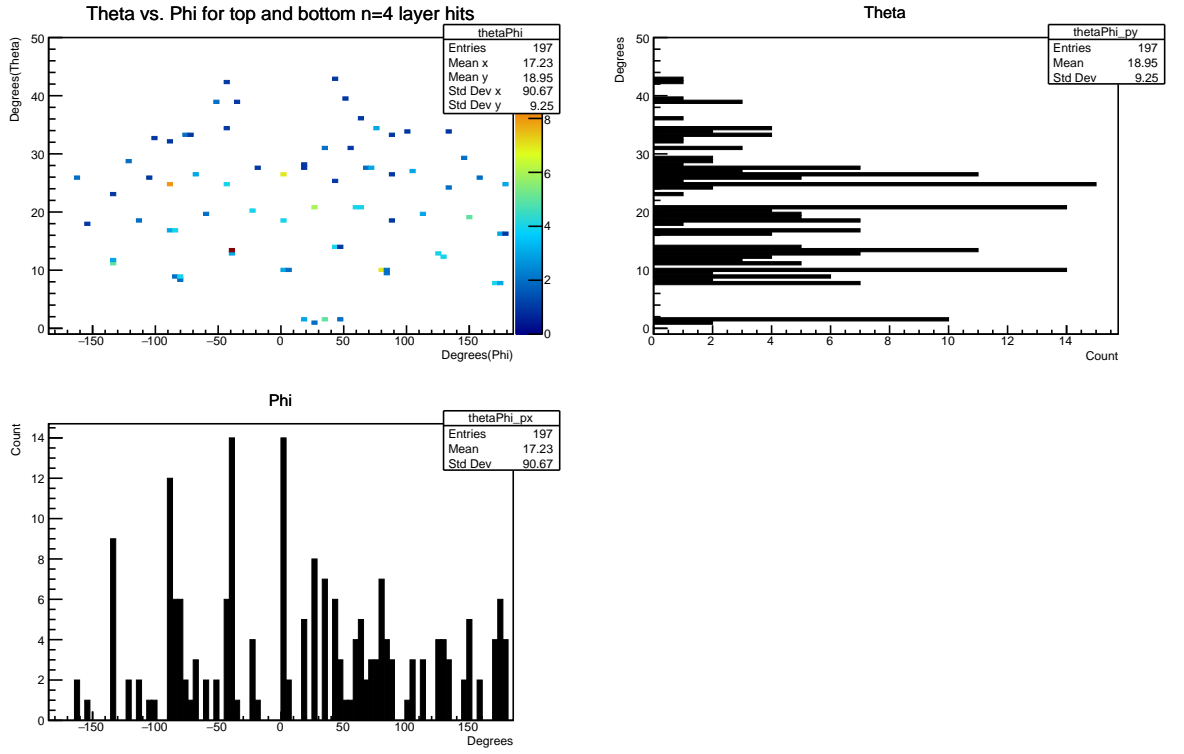 Theta vs. Phi for top and bottom n=4 layer hits
thetaPhi
Entries 197
Mean x 17.23
Mean y 18.95
Std Dev x 90.67
Std Dev y 9.25
Degrees(Theta)
50
40
30
20
10
0
−150 −100 −50 0 50 100 150
Degrees(Phi)
8
6
4
2
0
Theta
thetaPhi_py
Entries 197
Mean 18.95
Std Dev 9.25
Degrees
50
40
30
20
10
0
0 2 4 6 8 10 12 14
Count
Phi
thetaPhi_px
Entries 197
Mean 17.23
Std Dev 90.67
Count
14
12
10
8
6
4
2
0
−150 −100 −50 0 50 100 150
Degrees